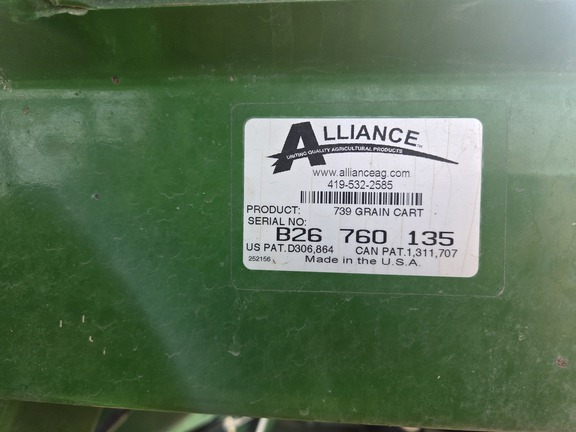 ALLIANCE™
UNITING QUALITY AGRICULTURAL PRODUCTS
www.allianceag.com
419-532-2585
PRODUCT: 739 GRAIN CART
SERIAL NO:
B26 760 135
US PAT.D306,864 CAN PAT.1,311,707
252156 Made in the U.S.A.